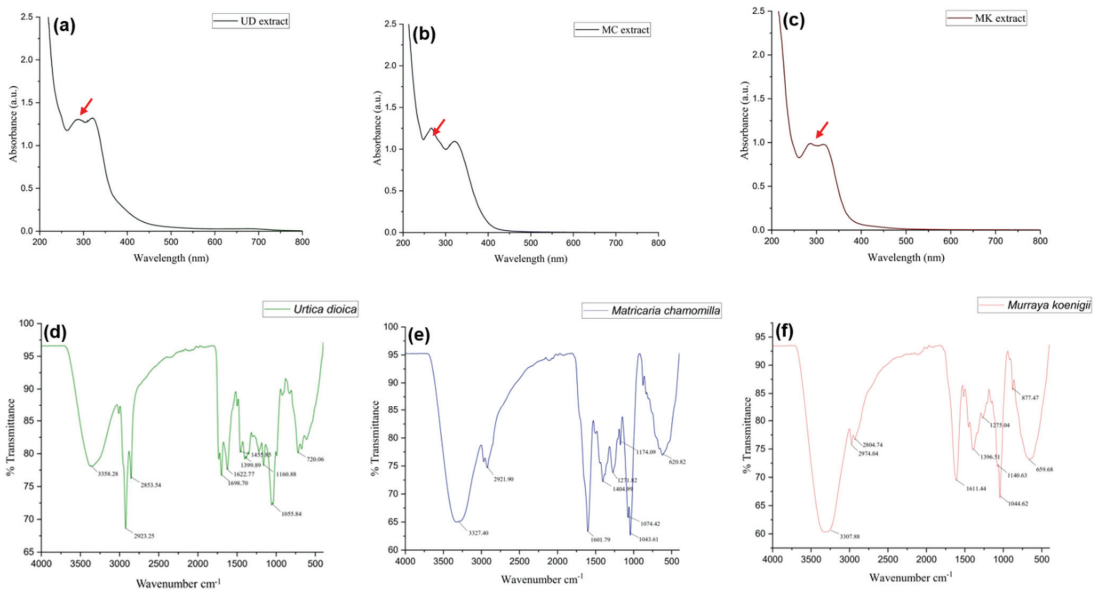 (a)
UD extract
2.5
2.0
1.5
1.0
0.5
0.0
Absorbance (a.u.)
200 300 400 500 600 700 800
Wavelength (nm)
(b)
MC extract
2.5
2.0
1.5
1.0
0.5
0.0
Absorbance (a.u.)
200 300 400 500 600 700 800
Wavelength (nm)
(c)
MK extract
2.5
2.0
1.5
1.0
0.5
0.0
Absorbance (a.u.)
200 300 400 500 600 700 800
Wavelength (nm)
(d)
Urtica dioica
100
95
90
85
80
75
70
65
% Transmittance
3358.28
2923.25
2853.54
1698.70
1622.77
1455.85
1399.89
1160.88
1055.84
720.06
4000 3500 3000 2500 2000 1500 1000 500
Wavenumber cm-1
(e)
Matricaria chamomilla
100
95
90
85
80
75
70
65
60
% Transmittance
3327.40
2921.90
1601.79
1404.99
1271.82
1174.09
1074.42
1043.61
620.82
4000 3500 3000 2500 2000 1500 1000 500
Wavenumber cm-1
(f)
Murraya koenigii
95
90
85
80
75
70
65
60
% Transmittance
3307.88
2974.04
2804.74
1611.44
1396.51
1275.04
1140.63
1044.62
877.47
659.68
4000 3500 3000 2500 2000 1500 1000 500
Wavenumber cm-1